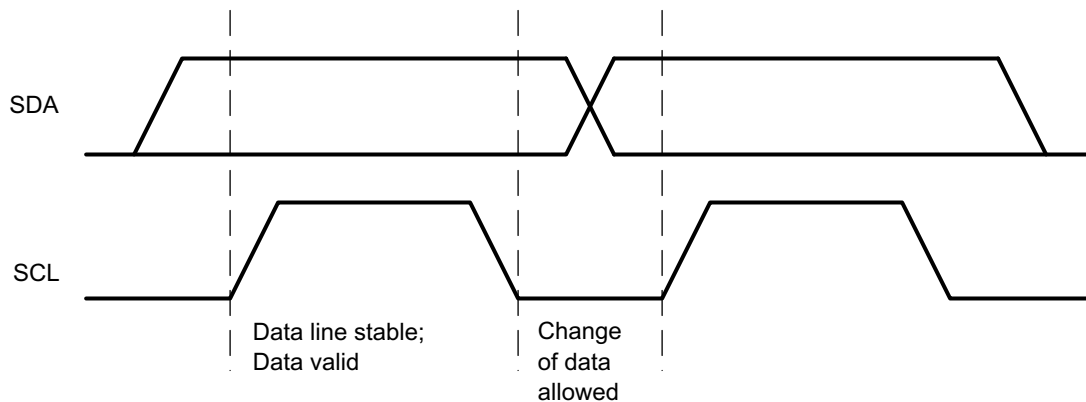 SDA
SCL
Data line stable;
Data valid
Change
of data
allowed